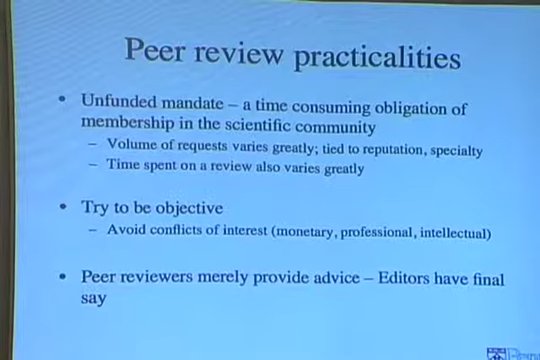 Peer review practicalities
• Unfunded mandate – a time consuming obligation of
membership in the scientific community
– Volume of requests varies greatly; tied to reputation, specialty
– Time spent on a review also varies greatly
• Try to be objective
– Avoid conflicts of interest (monetary, professional, intellectual)
• Peer reviewers merely provide advice – Editors have final
say